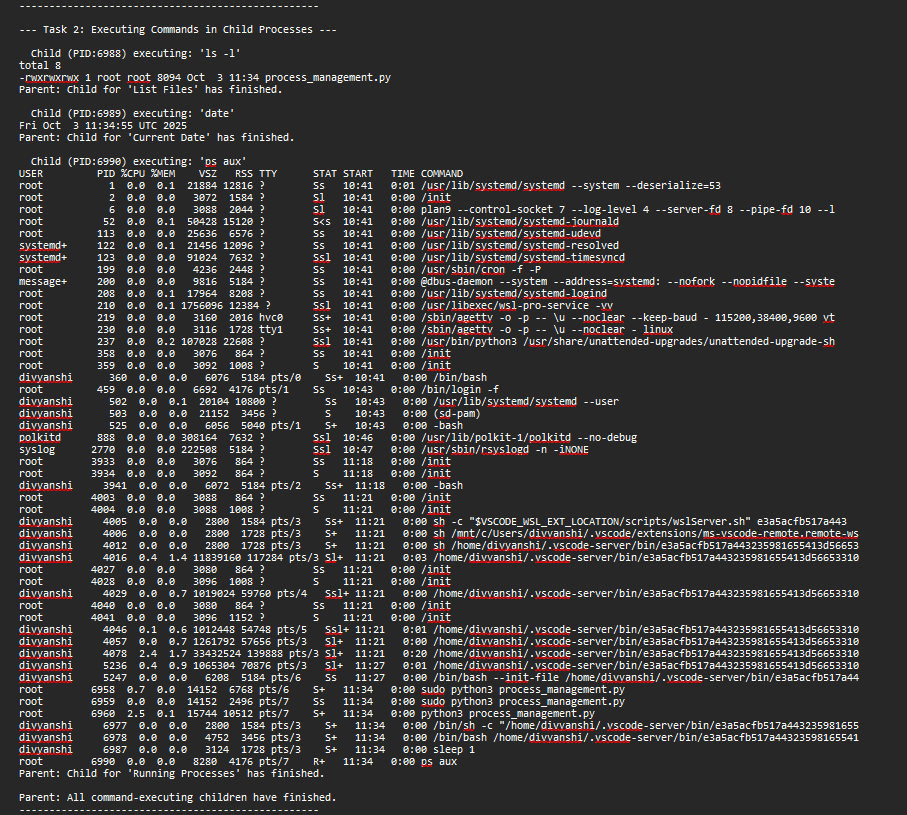 --------------------------------------------------
--- Task 2: Executing Commands in Child Processes ---
Child (PID:6988) executing: 'ls -l'
total 8
-rwxrwxrwx 1 root root 8094 Oct  3 11:34 process_management.py
Parent: Child for 'List Files' has finished.
Child (PID:6989) executing: 'date'
Fri Oct  3 11:34:55 UTC 2025
Parent: Child for 'Current Date' has finished.
Child (PID:6990) executing: 'ps aux'
USER         PID %CPU %MEM    VSZ   RSS TTY      STAT START   TIME COMMAND
root           1  0.0  0.1  21884 12816 ?        Ss   10:41   0:01 /usr/lib/systemd/systemd --system --deserialize=53
root           2  0.0  0.0   3072  1584 ?        Sl   10:41   0:00 /init
root           6  0.0  0.0   3088  2044 ?        Sl   10:41   0:00 plan9 --control-socket 7 --log-level 4 --server-fd 8 --pipe-fd 10 --l
root          52  0.0  0.1  50428 15120 ?        S<s  10:41   0:00 /usr/lib/systemd/systemd-journald
root         113  0.0  0.0  25636  6576 ?        Ss   10:41   0:00 /usr/lib/systemd/systemd-udevd
systemd+     122  0.0  0.1  21456 12096 ?        Ss   10:41   0:00 /usr/lib/systemd/systemd-resolved
systemd+     123  0.0  0.0  91024  7632 ?        Ssl  10:41   0:00 /usr/lib/systemd/systemd-timesyncd
root         199  0.0  0.0   4236  2448 ?        Ss   10:41   0:00 /usr/sbin/cron -f -P
message+     200  0.0  0.0   9816  5184 ?        Ss   10:41   0:00 @dbus-daemon --system --address=systemd: --nofork --nopidfile --syste
root         208  0.0  0.1  17964  8208 ?        Ss   10:41   0:00 /usr/lib/systemd/systemd-logind
root         210  0.0  0.1 1756096 12384 ?       Ssl  10:41   0:00 /usr/libexec/wsl-pro-service -vv
root         219  0.0  0.0   3160  2016 hvc0     Ss+  10:41   0:00 /sbin/agetty -o -p -- \u --noclear --keep-baud - 115200,38400,9600 vt
root         230  0.0  0.0   3116  1728 tty1     Ss+  10:41   0:00 /sbin/agetty -o -p -- \u --noclear - linux
root         237  0.0  0.2 107028 22608 ?        Ssl  10:41   0:00 /usr/bin/python3 /usr/share/unattended-upgrades/unattended-upgrade-sh
root         358  0.0  0.0   3076   864 ?        Ss   10:41   0:00 /init
root         359  0.0  0.0   3092  1008 ?        S    10:41   0:00 /init
divyanshi    360  0.0  0.0   6076  5184 pts/0    Ss+  10:41   0:00 /bin/bash
root         459  0.0  0.0   6692  4176 pts/1    Ss   10:43   0:00 /bin/login -f
divyanshi    502  0.0  0.1  20104 10800 ?        Ss   10:43   0:00 /usr/lib/systemd/systemd --user
divyanshi    503  0.0  0.0  21152  3456 ?        S    10:43   0:00 (sd-pam)
divyanshi    525  0.0  0.0   6056  5040 pts/1    S+   10:43   0:00 -bash
polkitd      888  0.0  0.0 308164  7632 ?        Ssl  10:46   0:00 /usr/lib/polkit-1/polkitd --no-debug
syslog      2770  0.0  0.0 222508  5184 ?        Ssl  11:17   0:00 /usr/sbin/rsyslogd -n -iNONE
root        3933  0.0  0.0   3076   864 ?        Ss   11:18   0:00 /init
root        3934  0.0  0.0   3092   864 ?        S    11:18   0:00 /init
divyanshi   3941  0.0  0.0   6072  5184 pts/2    Ss+  11:18   0:00 -bash
root        4003  0.0  0.0   3088   864 ?        Ss   11:21   0:00 /init
root        4004  0.0  0.0   3088  1008 ?        S    11:21   0:00 /init
divyanshi   4005  0.0  0.0   2800  1584 pts/3    Ss+  11:21   0:00 sh -c "$VSCODE_WSL_EXT_LOCATION/scripts/wslServer.sh" e3a5acfb517a443
divyanshi   4006  0.0  0.0   2800  1728 pts/3    S+   11:21   0:00 sh /mnt/c/Users/divvanshi/.vscode/extensions/ms-vscode-remote.remote-ws
divyanshi   4012  0.0  0.0   2800  1728 pts/3    S+   11:21   0:00 sh /home/divyanshi/.vscode-server/bin/e3a5acfb517a443235981655413d56653
divyanshi   4016  0.4  1.4 11839160 117284 pts/3 Sl+  11:21   0:03 /home/divyanshi/.vscode-server/bin/e3a5acfb517a443235981655413d56653310
root        4027  0.0  0.0   3080   864 ?        Ss   11:21   0:00 /init
root        4028  0.0  0.0   3096  1008 ?        S    11:21   0:00 /init
divyanshi   4029  0.0  0.7 1019024 59760 pts/4   Ssl+ 11:21   0:00 /home/divyanshi/.vscode-server/bin/e3a5acfb517a443235981655413d56653310
root        4040  0.0  0.0   3080   864 ?        Ss   11:21   0:00 /init
root        4041  0.0  0.0   3096  1152 ?        S    11:21   0:00 /init
divyanshi   4046  0.1  0.6 1012448 54748 pts/5   Ssl+ 11:21   0:01 /home/divyanshi/.vscode-server/bin/e3a5acfb517a443235981655413d56653310
divyanshi   4057  0.0  0.7 1261792 57656 pts/3   Sl+  11:21   0:00 /home/divyanshi/.vscode-server/bin/e3a5acfb517a443235981655413d56653310
divyanshi   4078  2.4  1.7 33432524 139888 pts/3 Sl+  11:21   0:20 /home/divyanshi/.vscode-server/bin/e3a5acfb517a443235981655413d56653310
divyanshi   5236  0.4  0.9 1065304 70876 pts/3   Sl+  11:27   0:01 /home/divyanshi/.vscode-server/bin/e3a5acfb517a443235981655413d56653310
divyanshi   5247  0.0  0.0   6208  5184 pts/6    Ss   11:27   0:00 /bin/bash --init-file /home/divyanshi/.vscode-server/bin/e3a5acfb517a44
root        6958  0.7  0.0  14152  6768 pts/6    S+   11:34   0:00 sudo python3 process_management.py
root        6959  0.0  0.0  14152  2496 pts/7    Ss   11:34   0:00 sudo python3 process_management.py
root        6960  2.5  0.1  15744 10512 pts/7    S+   11:34   0:00 python3 process_management.py
divyanshi   6977  0.0  0.0   2800  1584 pts/3    S+   11:34   0:00 /bin/sh -c "/home/divyanshi/.vscode-server/bin/e3a5acfb517a443235981655
divyanshi   6978  0.0  0.0   4752  3456 pts/3    S+   11:34   0:00 /bin/bash /home/divyanshi/.vscode-server/bin/e3a5acfb517a44323598165541
divyanshi   6987  0.0  0.0   3124  1728 pts/3    S+   11:34   0:00 sleep 1
root        6990  0.0  0.0   8280  4176 pts/7    R+   11:34   0:00 ps aux
Parent: Child for 'Running Processes' has finished.
Parent: All command-executing children have finished.
--------------------------------------------------